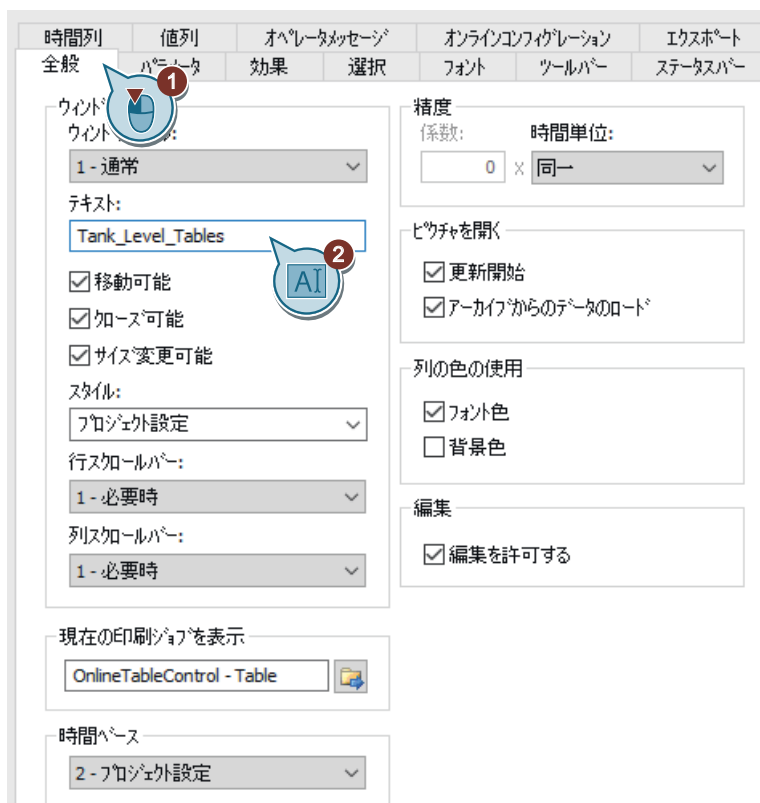 時間列 値列 ｵﾍﾟﾚｰﾀﾒｯｾｰｼﾞ ｵﾝﾗｲﾝｺﾝﾌｨｸﾞﾚｰｼｮﾝ ｴｸｽﾎﾟｰﾄ
全般 効果 選択 ﾌｫﾝﾄ ﾂｰﾙﾊﾞｰ ｽﾃｰﾀｽﾊﾞｰ
1
1 - 通常
ﾃｷｽﾄ:
Tank_Level_Tables
2
AI
移動可能
ｸﾛｰｽﾞ可能
ｻｲｽﾞ変更可能
ｽﾀｲﾙ:
ﾌﾟﾛｼﾞｪｸﾄ設定
行ｽｸﾛｰﾙﾊﾞｰ:
1 - 必要時
列ｽｸﾛｰﾙﾊﾞｰ:
1 - 必要時
現在の印刷ｼﾞｮﾌﾞを表示
OnlineTableControl - Table
時間ﾍﾞｰｽ
2 - ﾌﾟﾛｼﾞｪｸﾄ設定
精度
係数: 時間単位:
0 X 同一
ﾋﾟｸﾁｬを開く
更新開始
ｱｰｶｲﾌﾞからのﾃﾞｰﾀのﾛｰﾄﾞ
列の色の使用
ﾌｫﾝﾄ色
背景色
編集
編集を許可する